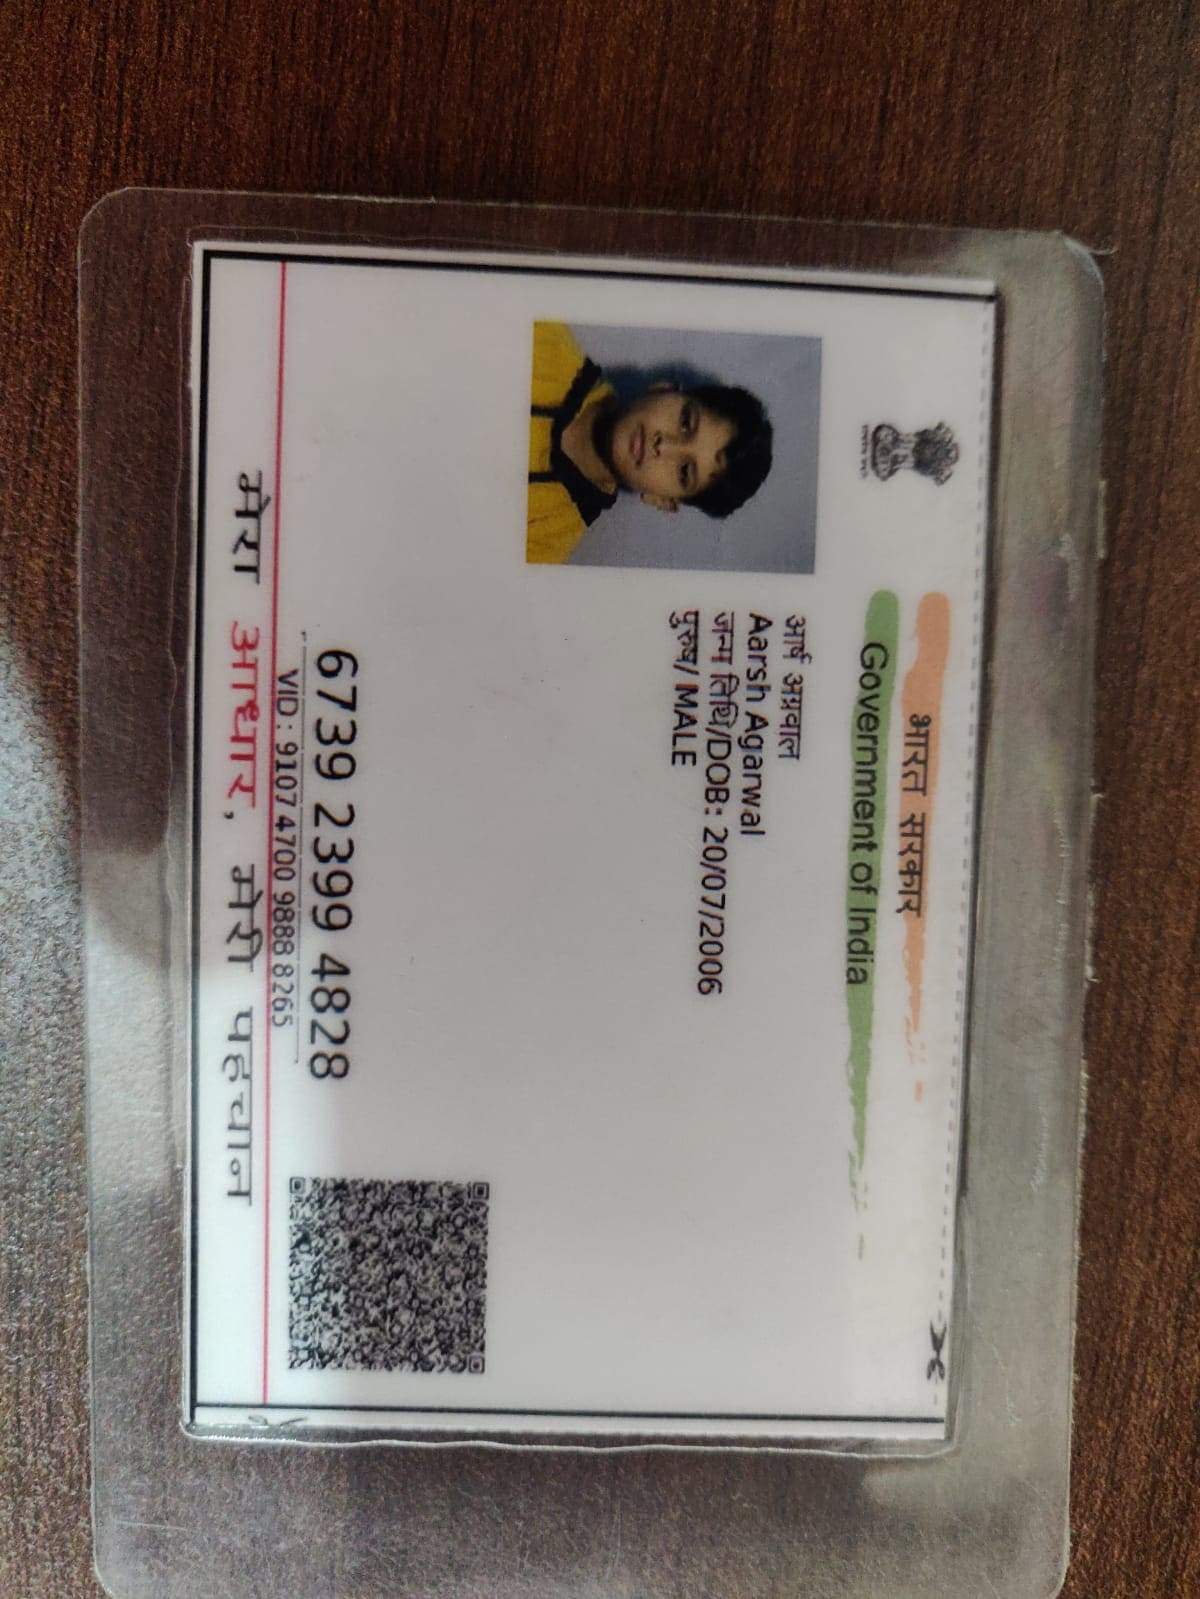 भारत सरकार
Government of India
आर्ष अग्रवाल
Aarsh Agarwal
जन्म तिथि/DOB: 20/07/2006
पुरुष/ MALE
6739 2399 4828
VID : 9107 4700 9888 8265
मेरा आधार, मेरी पहचान